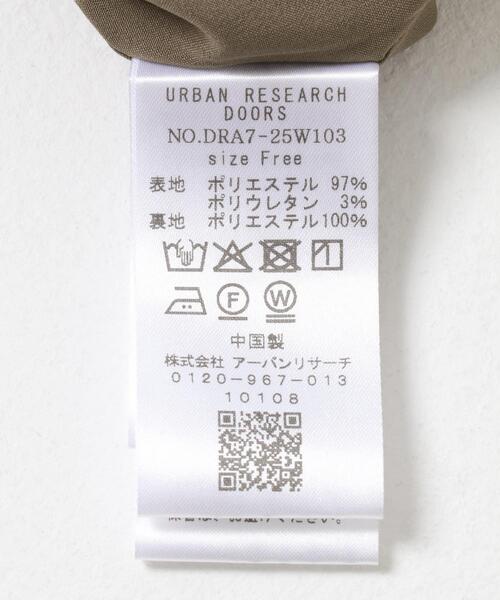 URBAN RESEARCH
DOORS
NO.DRA7-25W103
size Free
表地 ポリエステル 97%
ポリウレタン 3%
裏地 ポリエステル100%
F W
中国製
株式会社 アーバンリサーチ
0120-967-013
10108